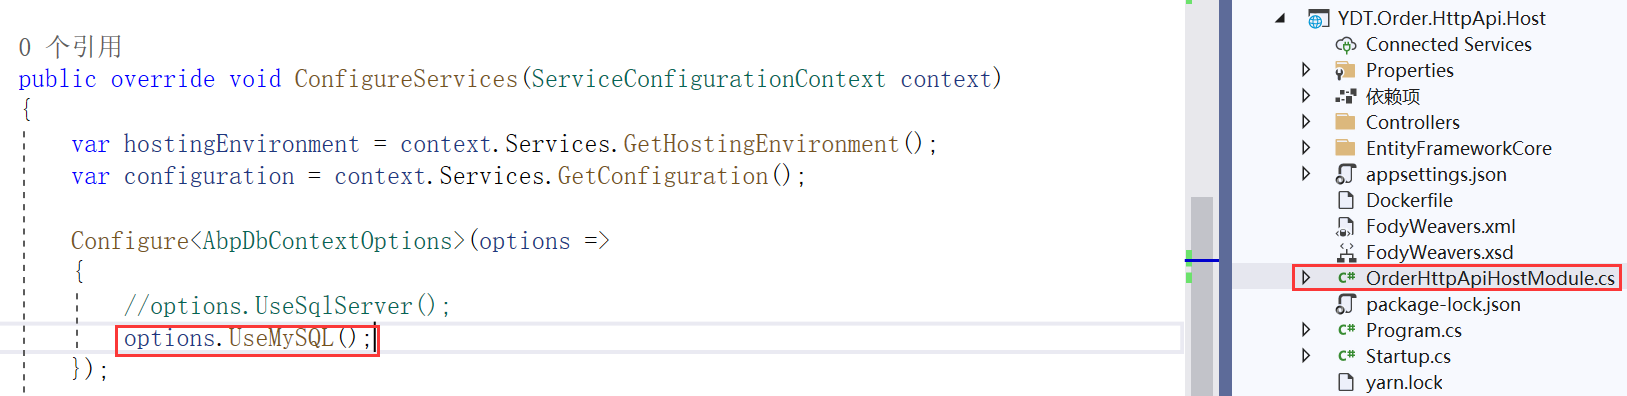 0 个引用
public override void ConfigureServices(ServiceConfigurationContext context)
{
var hostingEnvironment = context.Services.GetHostingEnvironment();
var configuration = context.Services.GetConfiguration();
Configure<AbpDbContextOptions>(options =>
{
//options.UseSqlServer();
options.UseMySQL();
});
YDT.Order.HttpApi.Host
Connected Services
Properties
依赖项
Controllers
EntityFrameworkCore
appsettings.json
Dockerfile
FodyWeavers.xml
FodyWeavers.xsd
C# OrderHttpApiHostModule.cs
package-lock.json
C# Program.cs
C# Startup.cs
yarn.lock